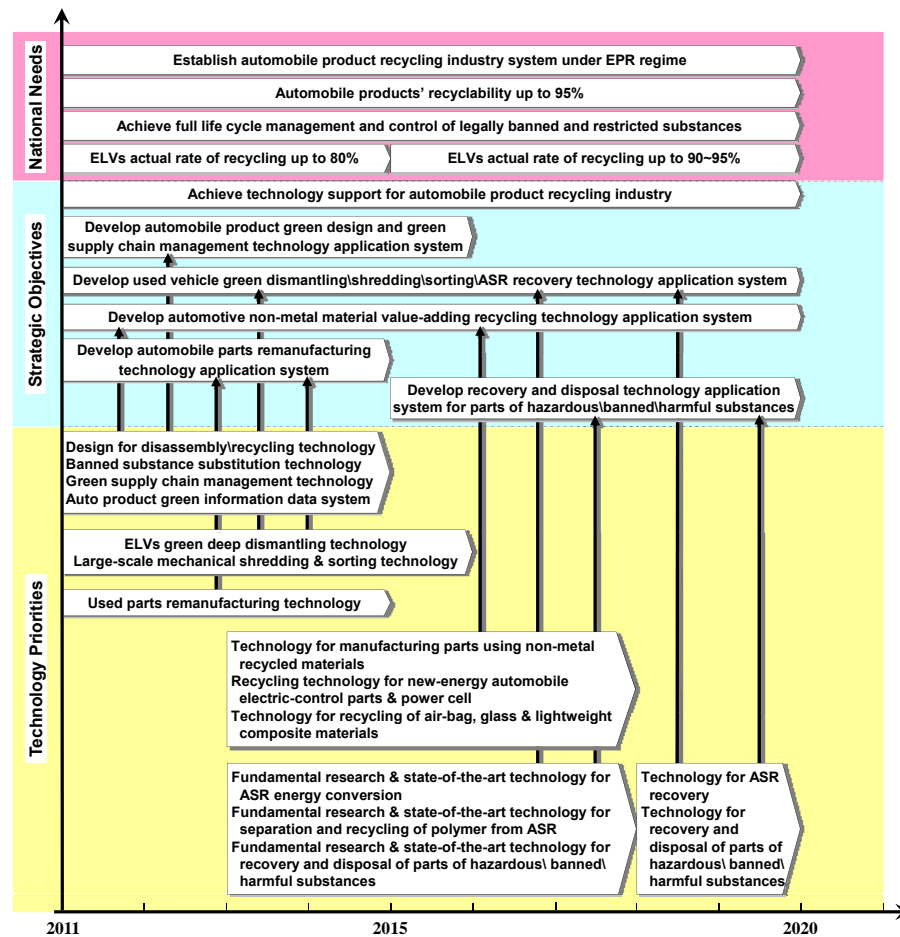 National Needs
Establish automobile product recycling industry system under EPR regime
Automobile products' recyclability up to 95%
Achieve full life cycle management and control of legally banned and restricted substances
ELVs actual rate of recycling up to 80%
ELVs actual rate of recycling up to 90~95%
Strategic Objectives
Achieve technology support for automobile product recycling industry
Develop automobile product green design and green
supply chain management technology application system
Develop used vehicle green dismantling\shredding\sorting\ASR recovery technology application system
Develop automotive non-metal material value-adding recycling technology application system
Develop automobile parts remanufacturing
technology application system
Develop recovery and disposal technology application
system for parts of hazardous\banned\harmful substances
Technology Priorities
Design for disassembly\recycling technology
Banned substance substitution technology
Green supply chain management technology
Auto product green information data system
ELVs green deep dismantling technology
Large-scale mechanical shredding & sorting technology
Used parts remanufacturing technology
Technology for manufacturing parts using non-metal
recycled materials
Recycling technology for new-energy automobile
electric-control parts & power cell
Technology for recycling of air-bag, glass & lightweight
composite materials
Fundamental research & state-of-the-art technology for
ASR energy conversion
Fundamental research & state-of-the-art technology for
separation and recycling of polymer from ASR
Fundamental research & state-of-the-art technology for
recovery and disposal of parts of hazardous\ banned\
harmful substances
Technology for ASR
recovery
Technology for
recovery and
disposal of parts of
hazardous\ banned\
harmful substances
2011
2015
2020